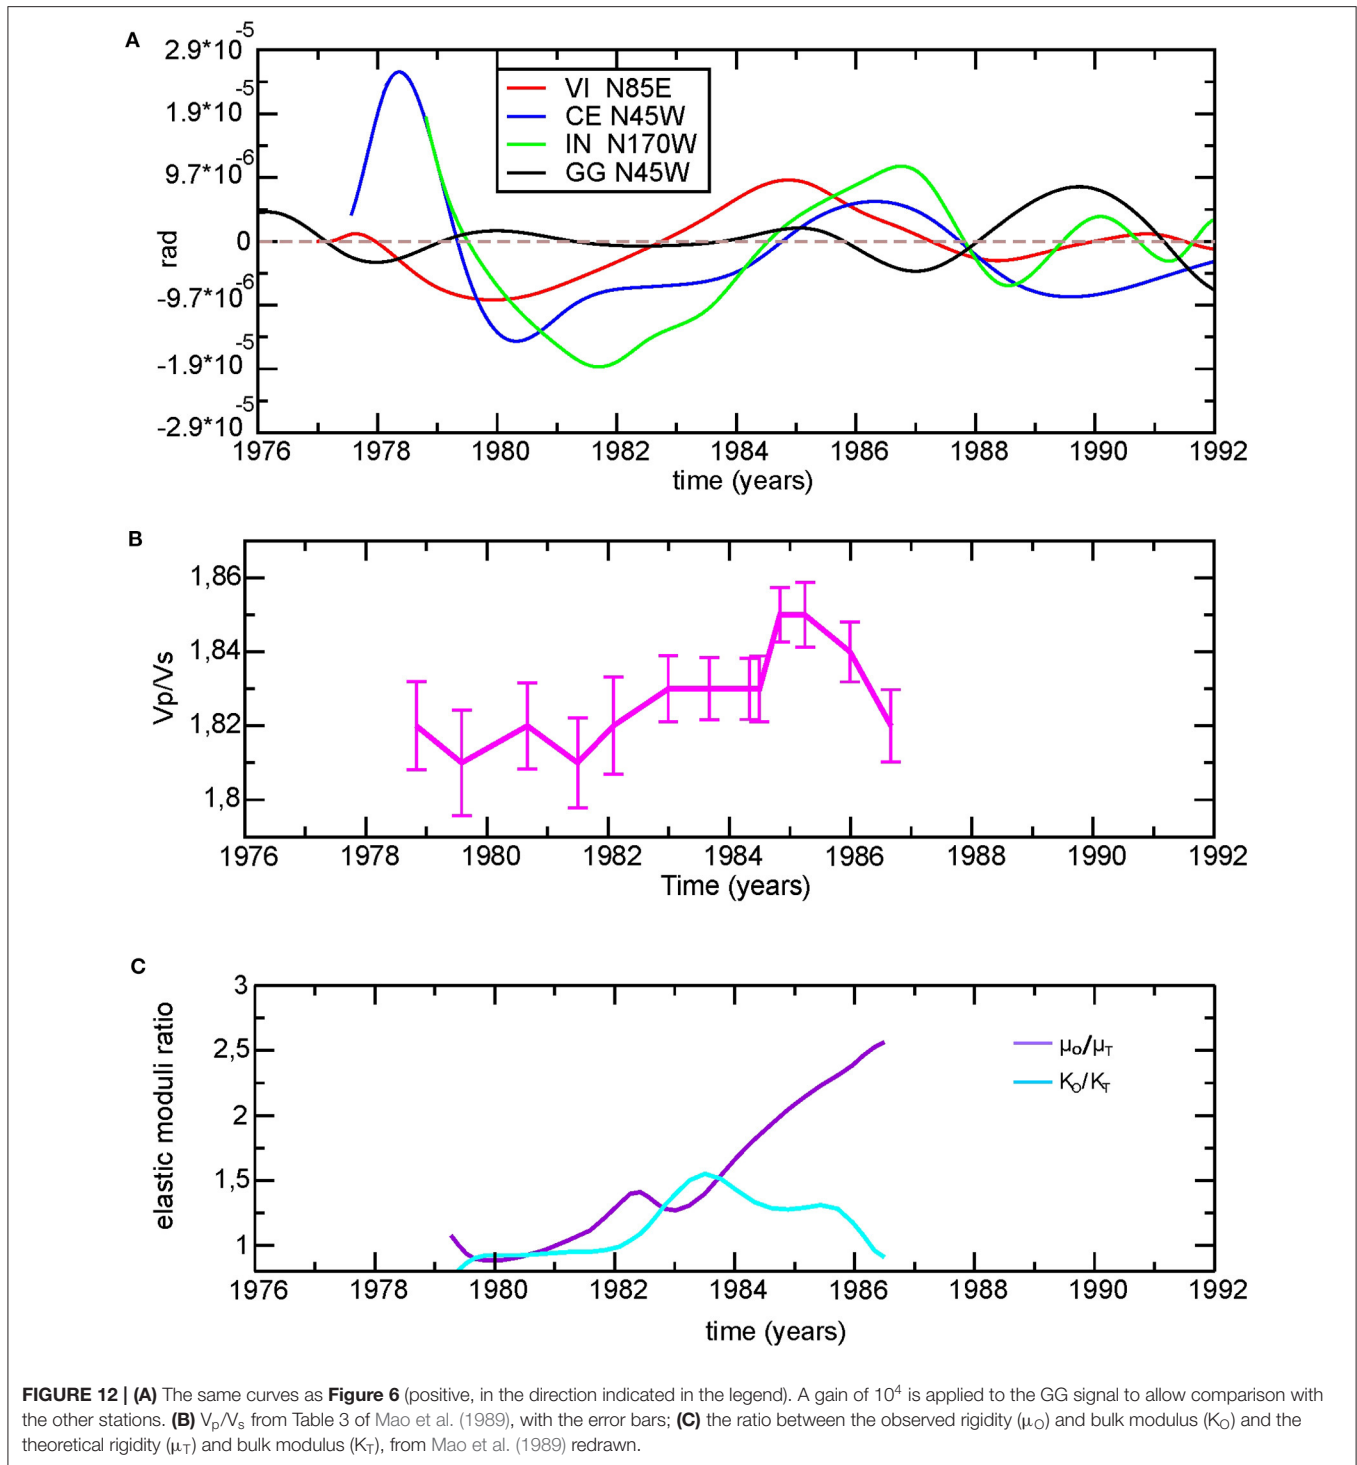 A
2.9*10 -5
1.9*10 -5
9.7*10 -6
0
-9.7*10 -6
-1.9*10 -5
-2.9*10 -5
rad
VI N85E
CE N45W
IN N170W
GG N45W
1976 1978 1980 1982 1984 1986 1988 1990 1992
time (years)
B
1,86
1,84
1,82
1,8
Vp/Vs
1976 1978 1980 1982 1984 1986 1988 1990 1992
Time (years)
C
3
2,5
2
1,5
1
elastic moduli ratio
μO/μT
KO/KT
1976 1978 1980 1982 1984 1986 1988 1990 1992
time (years)
FIGURE 12 | (A) The same curves as Figure 6 (positive, in the direction indicated in the legend). A gain of 10⁴ is applied to the GG signal to allow comparison with
the other stations. (B) Vp/Vs from Table 3 of Mao et al. (1989), with the error bars; (C) the ratio between the observed rigidity (μO) and bulk modulus (KO) and the
theoretical rigidity (μT) and bulk modulus (KT), from Mao et al. (1989) redrawn.